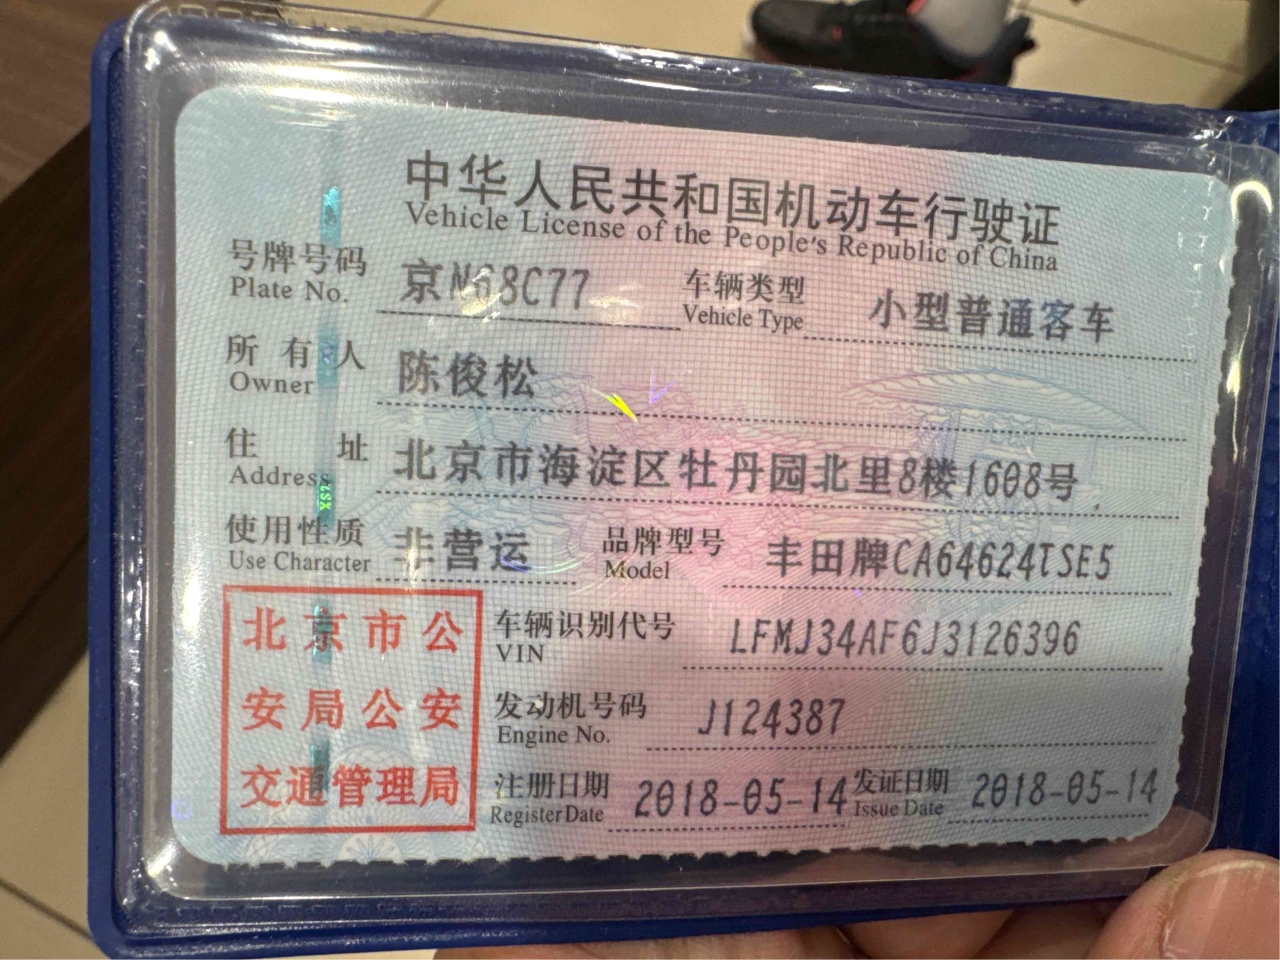 中华人民共和国机动车行驶证
Vehicle License of the People's Republic of China
号牌号码 京N68C77 车辆类型 小型普通客车
Plate No. Vehicle Type
所有人 陈俊松
Owner
住址 北京市海淀区牡丹园北里8楼1608号
Address
使用性质 非营运 品牌型号 丰田牌CA64624TSE5
Use Character Model
北京市公
安局公安
交通管理局
车辆识别代号 LFMJ34AF6J3126396
VIN
发动机号码 J124387
Engine No.
注册日期 2018-05-14 发证日期 2018-05-14
Register Date Issue Date